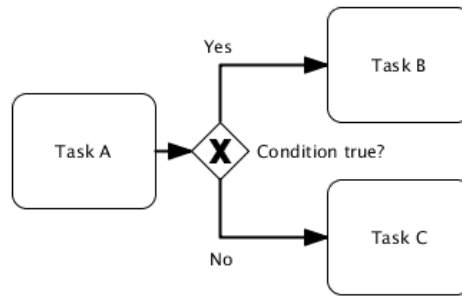 Yes
Task B
Task A
X
Condition true?
Task C
No